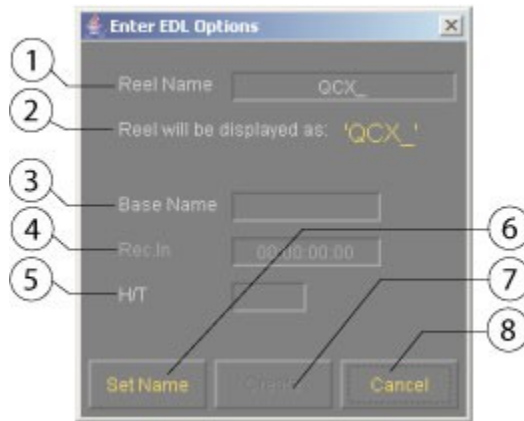 Enter EDL Options
1
Reel Name QCX_
2
Reel will be displayed as: 'QCX_'
3
Base Name
4
Rec.In 00:00:00:00
5
H/T
6
7
8
Set Name Create Cancel